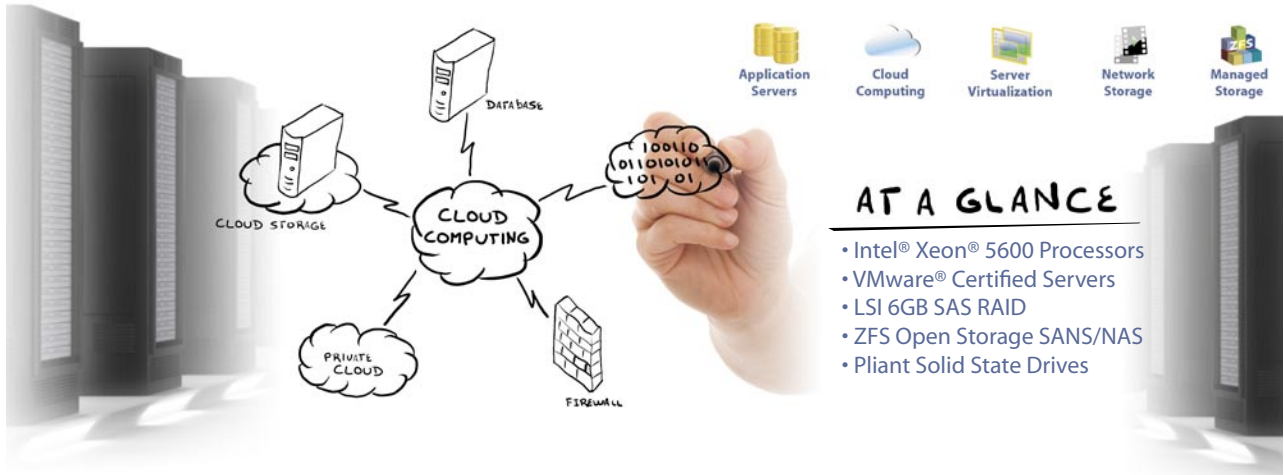 Application
Servers
Cloud
Computing
Server
Virtualization
Network
Storage
ZFS
Managed
Storage
DATABASE
100110
0110101011
101 01
CLOUD STORAGE
CLOUD
COMPUTING
PRIVATE
CLOUD
FIREWALL
AT A GLANCE
• Intel® Xeon® 5600 Processors
• VMware® Certified Servers
• LSI 6GB SAS RAID
• ZFS Open Storage SANS/NAS
• Pliant Solid State Drives